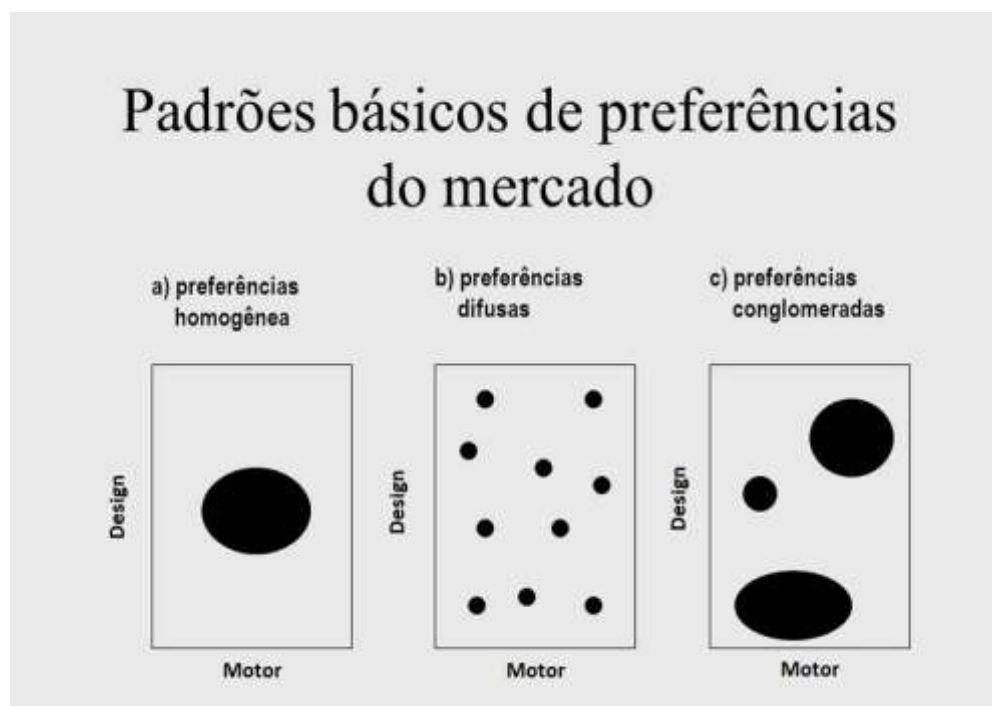 Padrões básicos de preferências
do mercado
a) preferências
homogênea
b) preferências
difusas
c) preferências
conglomeradas
Design
Motor
Design
Motor
Design
Motor